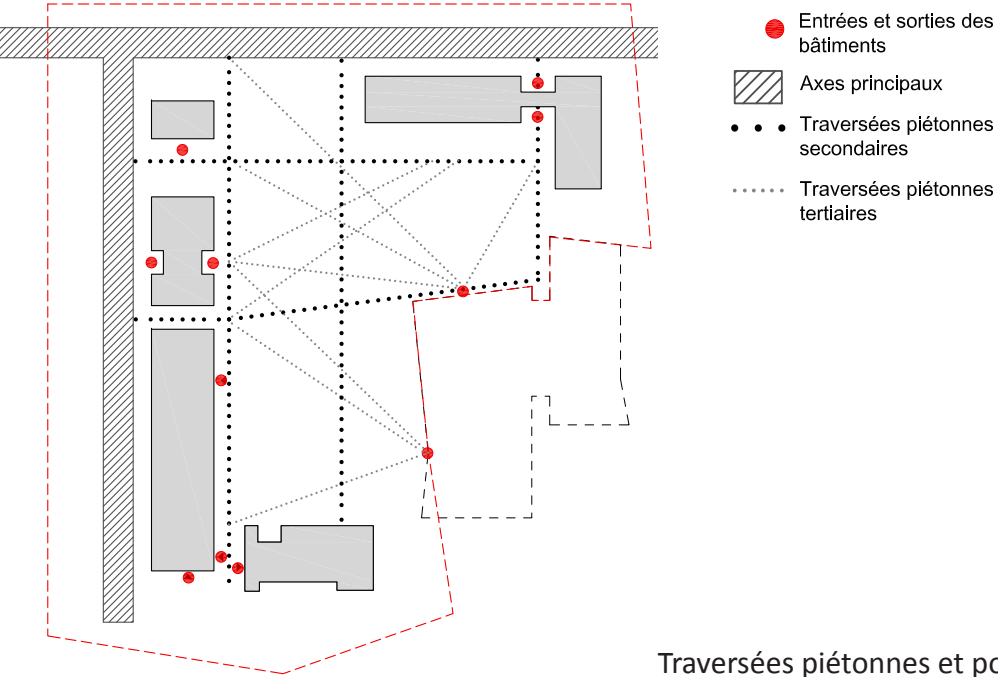 Entrées et sorties des
bâtiments
Axes principaux
Traversées piétonnes
secondaires
Traversées piétonnes
tertiaires
Traversées piétonnes et po